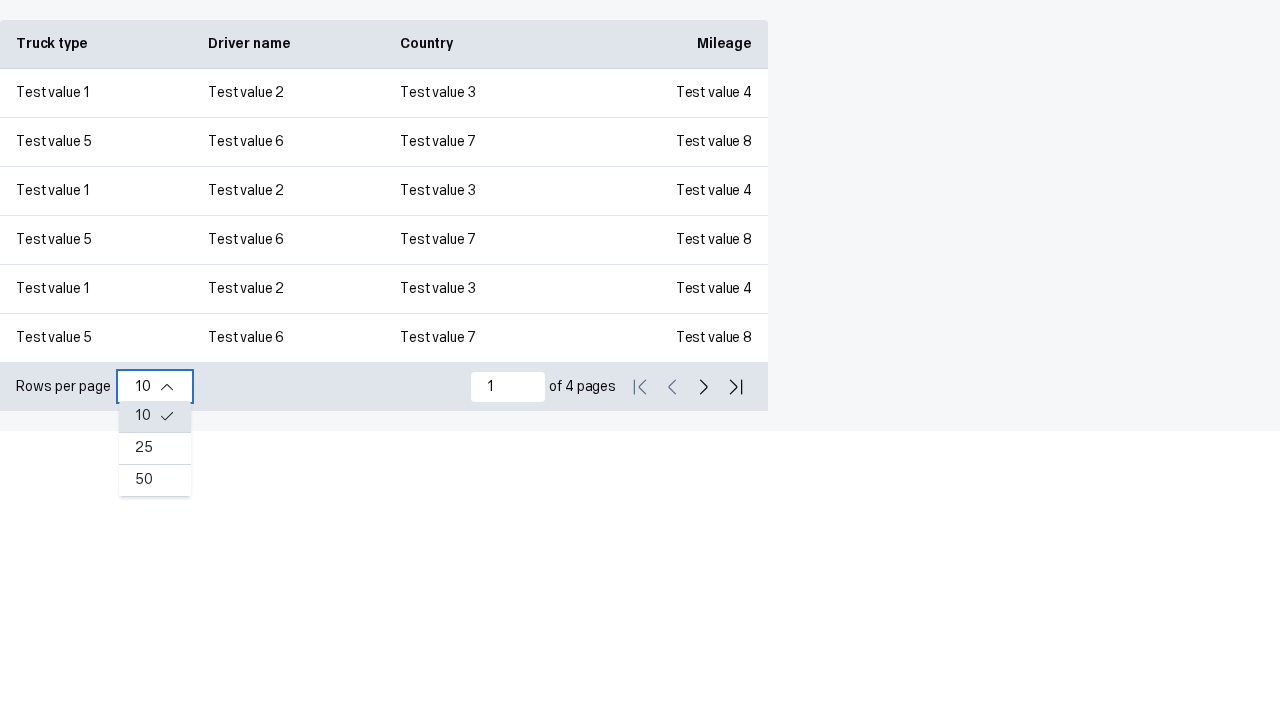 Truck type Driver name Country Mileage
Test value 1 Test value 2 Test value 3 Test value 4
Test value 5 Test value 6 Test value 7 Test value 8
Test value 1 Test value 2 Test value 3 Test value 4
Test value 5 Test value 6 Test value 7 Test value 8
Test value 1 Test value 2 Test value 3 Test value 4
Test value 5 Test value 6 Test value 7 Test value 8
Rows per page 10 1 of 4 pages
10
25
50